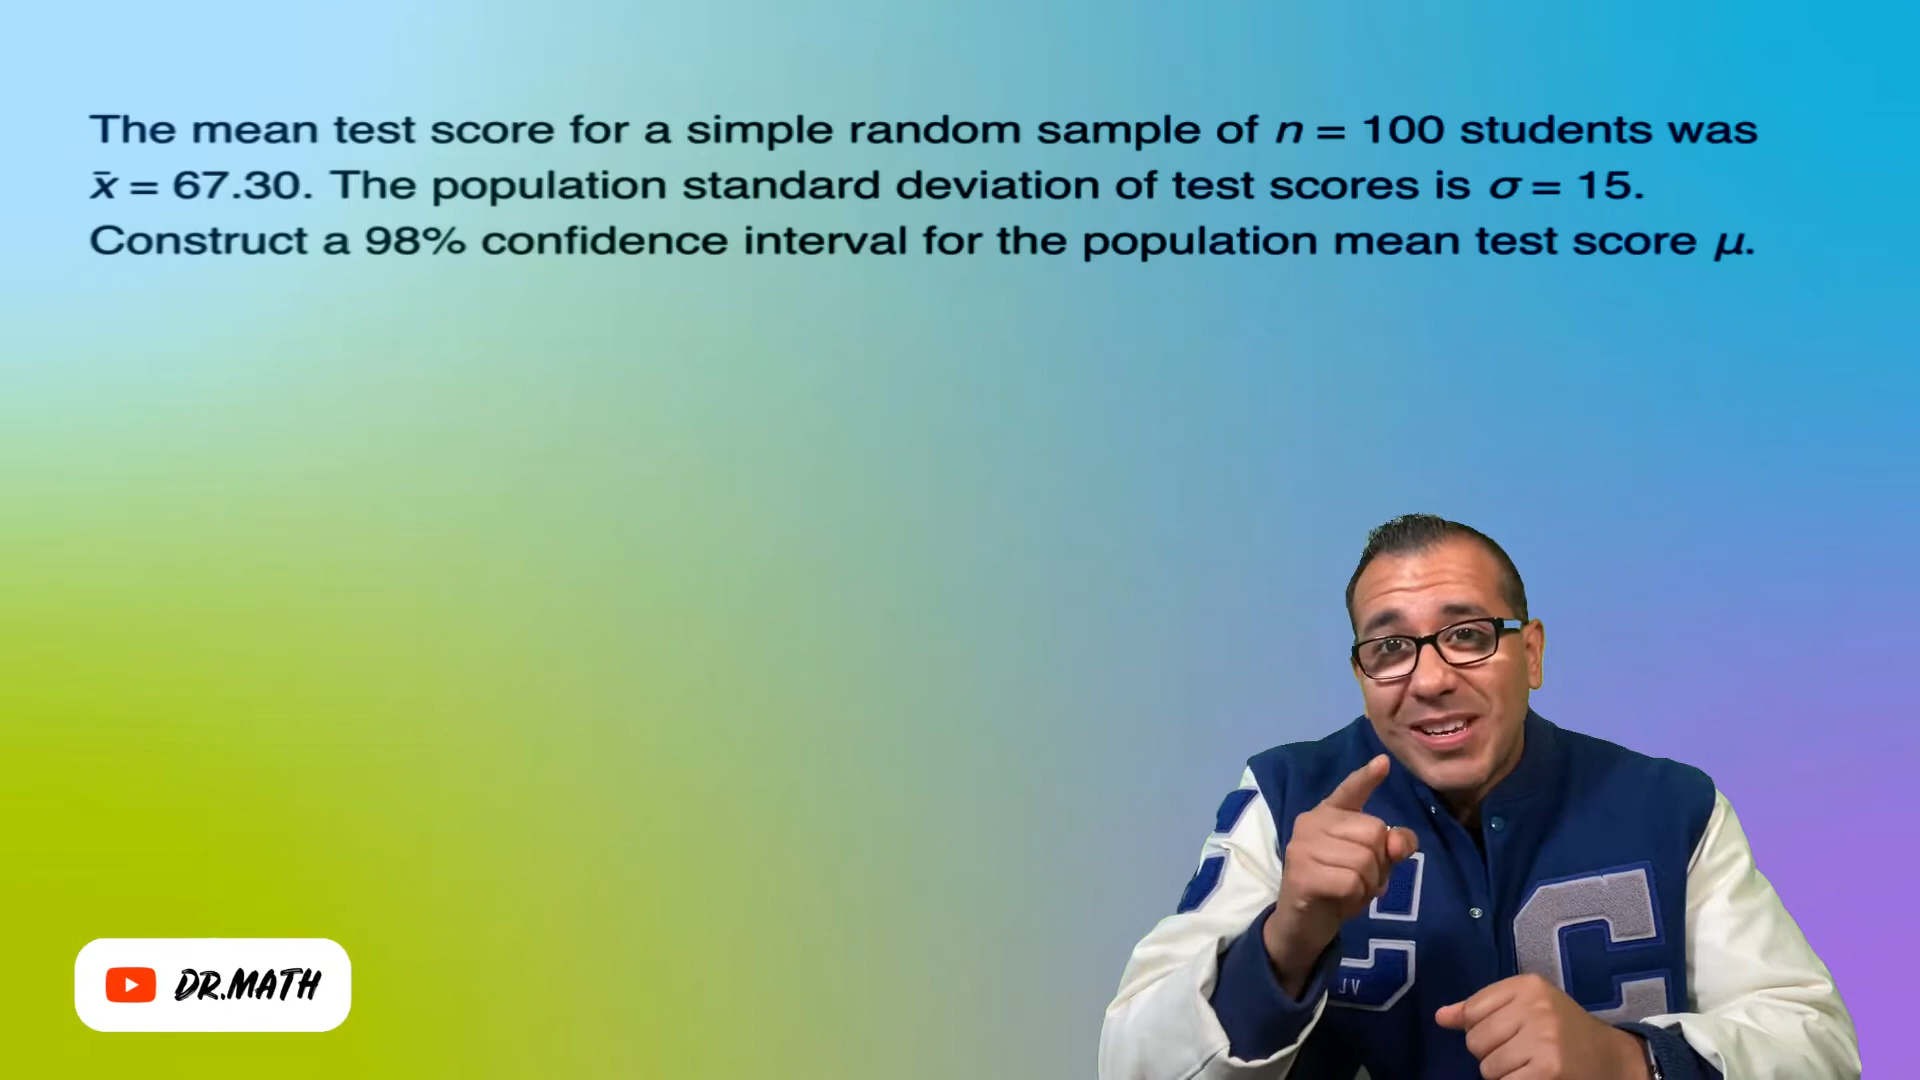 The mean test score for a simple random sample of n = 100 students was
x̄ = 67.30. The population standard deviation of test scores is σ = 15.
Construct a 98% confidence interval for the population mean test score μ.
DR.MATH
C